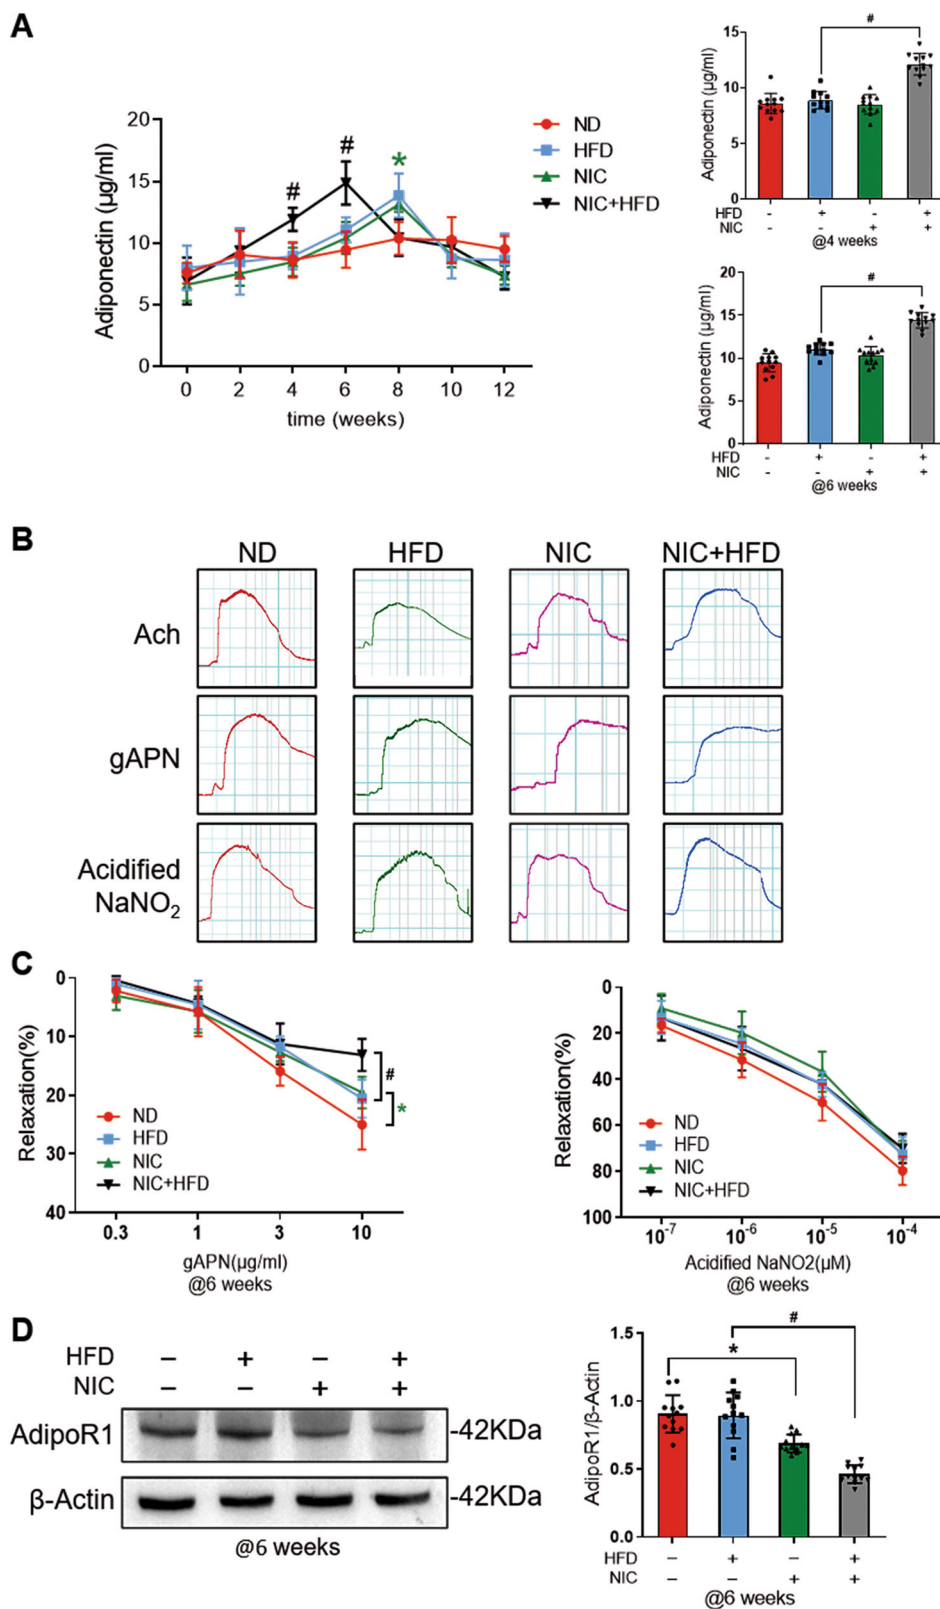 A
Adiponectin (µg/ml)
20
15
10
5
0
0 2 4 6 8 10 12
time (weeks)
# # *
ND
HFD
NIC
NIC+HFD
#
Adiponectin (µg/ml)
15
10
5
0
HFD - + - +
NIC - - + +
@4 weeks
#
Adiponectin (µg/ml)
20
15
10
5
0
HFD - + - +
NIC - - + +
@6 weeks
B
ND HFD NIC NIC+HFD
Ach
gAPN
Acidified
NaNO₂
C
Relaxation(%)
0
10
20
30
40
ND
HFD
NIC
NIC+HFD
#
*
0.3 1 3 10
gAPN(µg/ml)
@6 weeks
Relaxation(%)
0
20
40
60
80
100
ND
HFD
NIC
NIC+HFD
10⁻⁷ 10⁻⁶ 10⁻⁵ 10⁻⁴
Acidified NaNO2(µM)
@6 weeks
D
HFD – + – +
NIC – – + +
AdipoR1 -42KDa
β-Actin -42KDa
@6 weeks
#
*
AdipoR1/β-Actin
1.5
1.0
0.5
0.0
HFD – + – +
NIC – – + +
@6 weeks